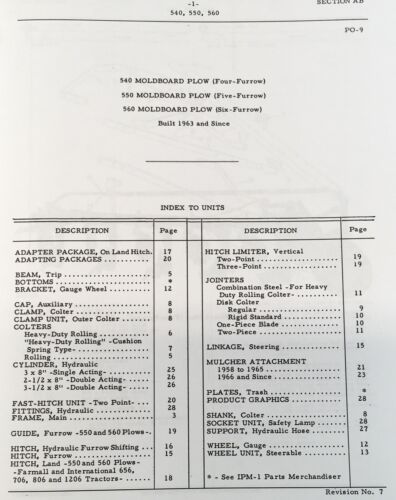 -1-
SECTION AB
540, 550, 560
PO-9
540 MOLDBOARD PLOW (Four-Furrow)
550 MOLDBOARD PLOW (Five-Furrow)
560 MOLDBOARD PLOW (Six-Furrow)
Built 1963 and Since
INDEX TO UNITS
DESCRIPTION Page
ADAPTER PACKAGE, On Land Hitch. 17
ADAPTING PACKAGES .......... 20
BEAM, Trip .......... 5
BOTTOMS .......... *
BRACKET, Gauge Wheel .......... 12
CAP, Auxiliary .......... 8
CLAMP, Colter .......... 8
CLAMP UNIT, Outer Colter .......... 8
COLTERS
Heavy-Duty Rolling .......... 6
"Heavy-Duty Rolling" -Cushion
Spring Type- .......... 7
Rolling .......... 5
CYLINDER, Hydraulic
3 x 8" -Single Acting- .......... 25
2-1/2 x 8" -Double Acting- .......... 26
3-1/2 x 8" -Double Acting- .......... 26
FAST-HITCH UNIT -Two Point- .... 20
FITTINGS, Hydraulic .......... 28
FRAME, Main .......... 3
GUIDE, Furrow -550 and 560 Plows-. 19
HITCH, Hydraulic Furrow Shifting ... 16
HITCH, Furrow .......... 15
HITCH, Land -550 and 560 Plows-
-Farmall and International 656,
706, 806 and 1206 Tractors- ....... 18
DESCRIPTION Page
HITCH LIMITER, Vertical
Two-Point .......... 19
Three-Point .......... 19
JOINTERS
Combination Steel -For Heavy
Duty Rolling Colter- .......... 11
Disk Colter
Regular .......... 9
Rigid Standard .......... 10
One-Piece Blade .......... 10
Two-Piece .......... 11
LINKAGE, Steering .......... 15
MULCHER ATTACHMENT
1958 to 1965 .......... 21
1966 and Since .......... 23
PLATES, Trash .......... *
PRODUCT GRAPHICS .......... 28
SHANK, Colter .......... 8
SOCKET UNIT, Safety Lamp ....... 28
SUPPORT, Hydraulic Hose .......... 27
WHEEL, Gauge .......... 12
WHEEL UNIT, Steerable .......... 13
* - See IPM-1 Parts Merchandiser
Revision No. 7